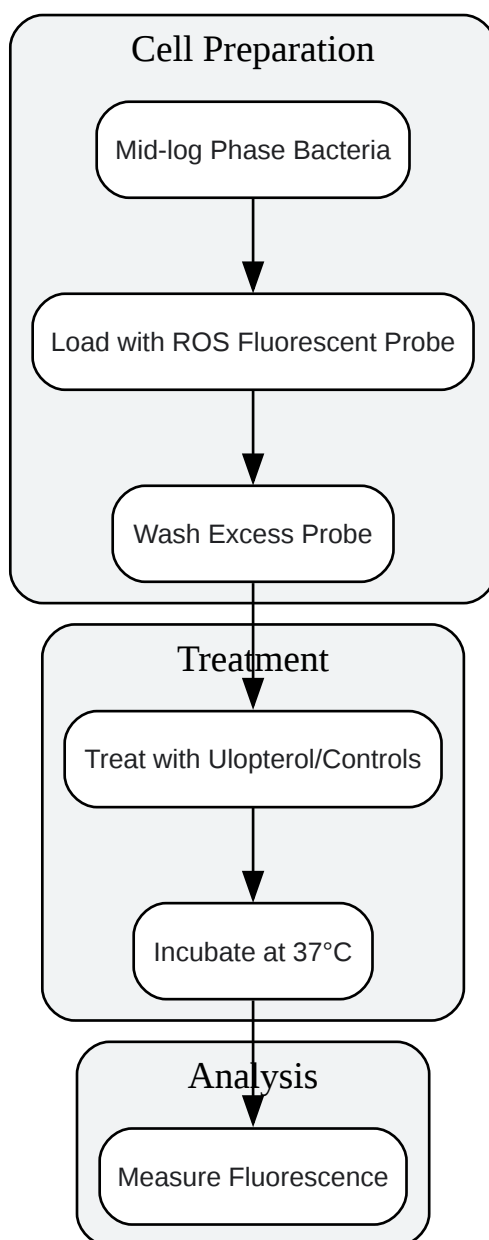 Cell Preparation
Mid-log Phase Bacteria
Load with ROS Fluorescent Probe
Wash Excess Probe
Treatment
Treat with Ulopterol/Controls
Incubate at 37°C
Analysis
Measure Fluorescence